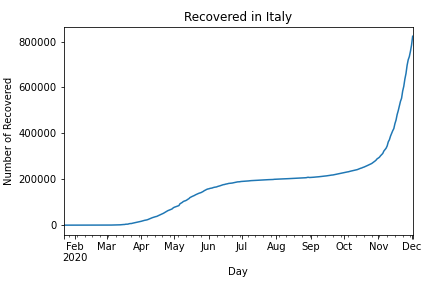 Recovered in Italy
Number of Recovered
800000
600000
400000
200000
0
Feb Mar Apr May Jun Jul Aug Sep Oct Nov Dec
2020
Day